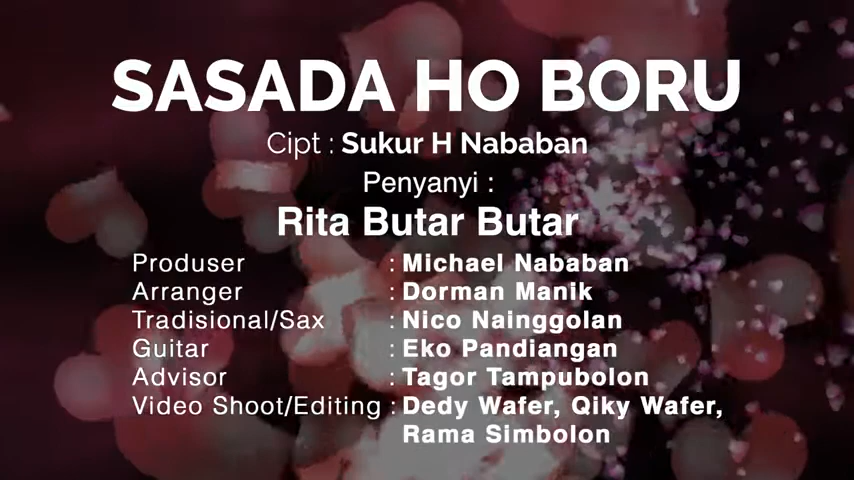 SASADA HO BORU
Cipt : Sukur H Nababan
Penyanyi :
Rita Butar Butar
Produser : Michael Nababan
Arranger : Dorman Manik
Tradisional/Sax : Nico Nainggolan
Guitar : Eko Pandiangan
Advisor : Tagor Tampubolon
Video Shoot/Editing : Dedy Wafer, Qiky Wafer,
Rama Simbolon